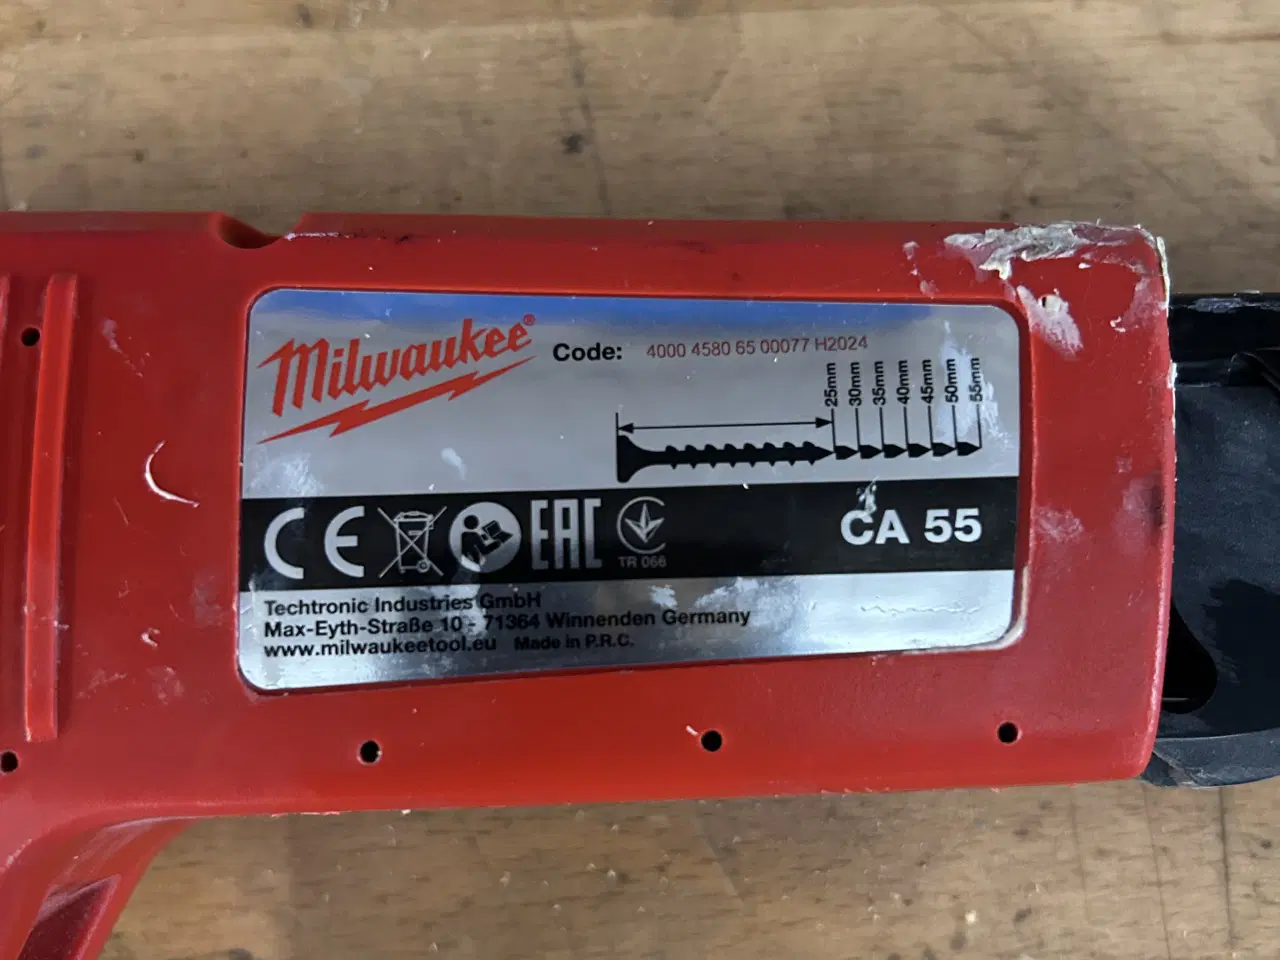 Milwaukee®
Code: 4000 4580 65 00077 H2024
25mm
30mm
35mm
40mm
45mm
50mm
55mm
CE EAC
TR 066
CA 55
Techtronic Industries GmbH
Max-Eyth-Straße 10 - 71364 Winnenden Germany
www.milwaukeetool.eu Made in P.R.C.